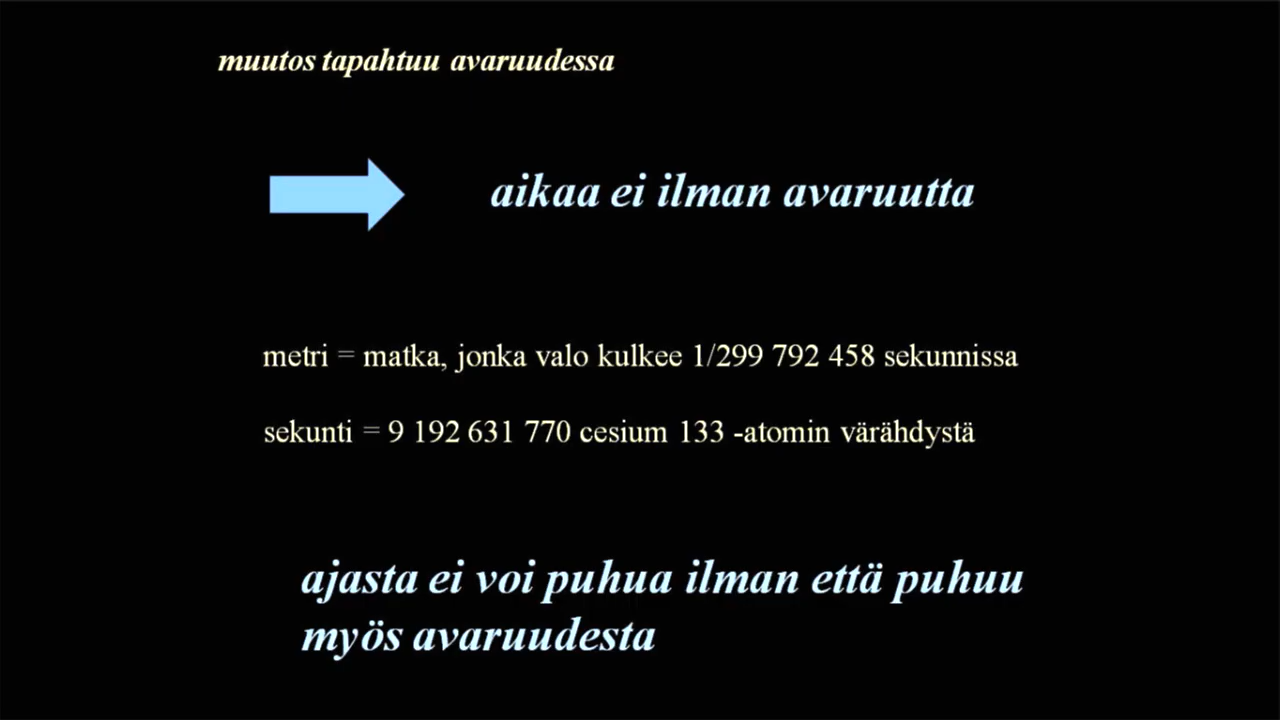 muutos tapahtuu avaruudessa
aikaa ei ilman avaruutta
metri = matka, jonka valo kulkee 1/299 792 458 sekunnissa
sekunti = 9 192 631 770 cesium 133 -atomin värähdystä
ajasta ei voi puhua ilman että puhuu
myös avaruudesta